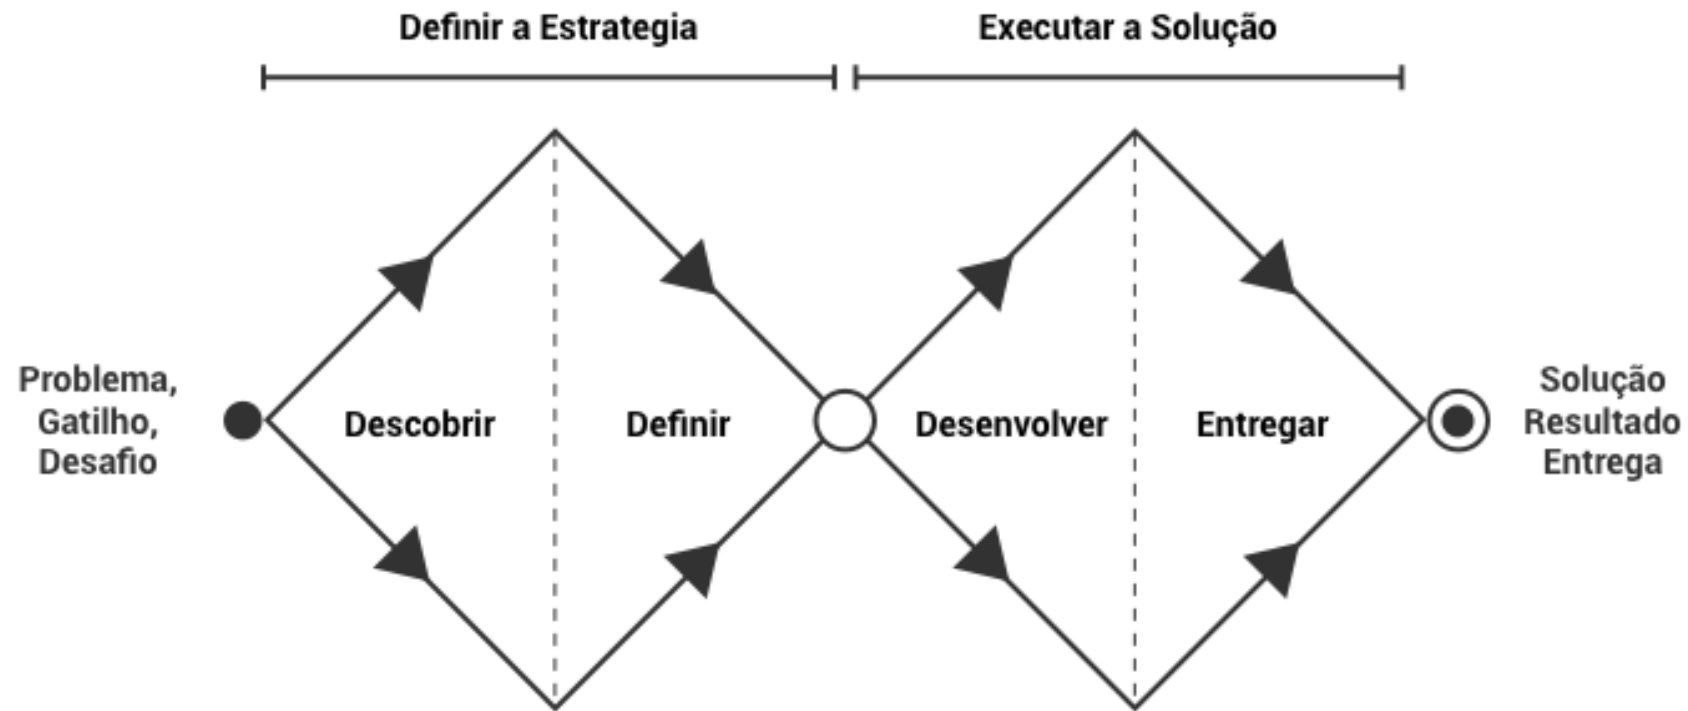 Definir a Estrategia
Executar a Solução
Problema,
Gatilho,
Desafio
Descobrir
Definir
Desenvolver
Entregar
Solução
Resultado
Entrega